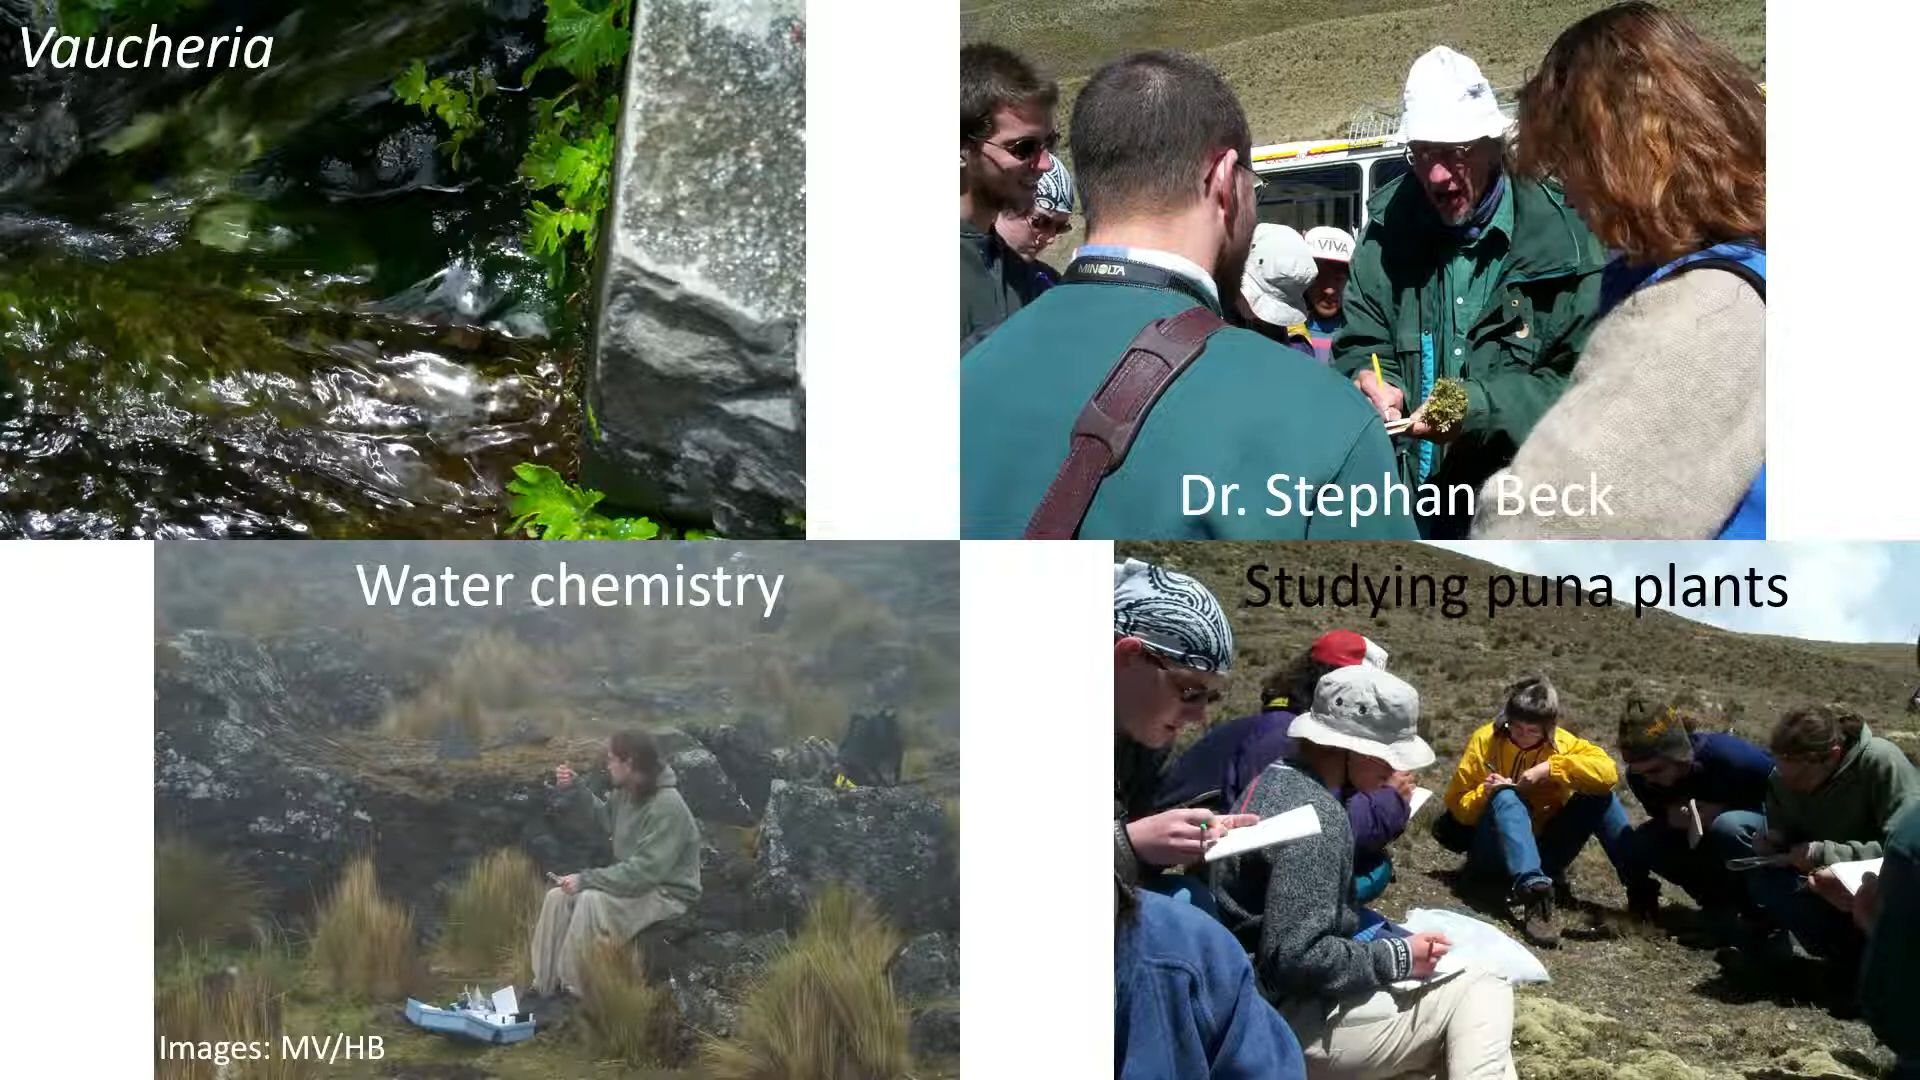 Vaucheria
MINOLTA
VIVA
Dr. Stephan Beck
Water chemistry
Studying puna plants
Images: MV/HB